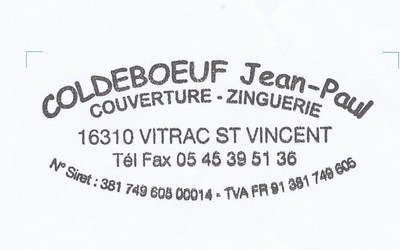 COLDEBOEUF Jean-Paul
COUVERTURE - ZINGUERIE
16310 VITRAC ST VINCENT
Tél Fax 05 45 39 51 36
N° Siret : 381 749 605 00014 - TVA FR 91 381 749 605